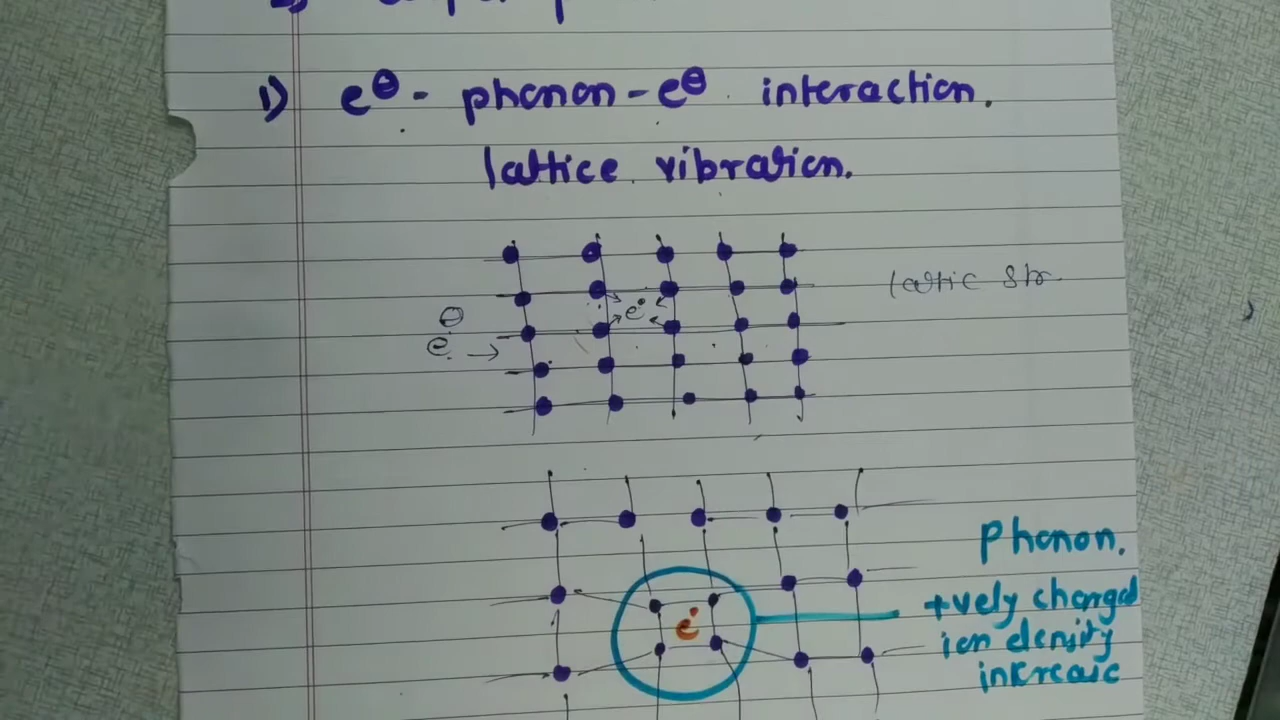 1) e⊖ - phonon - e⊖ interaction.
lattice vibration.
lattic str
e
⊖
e →
Phonon.
+vely charged
ion density
increase
e